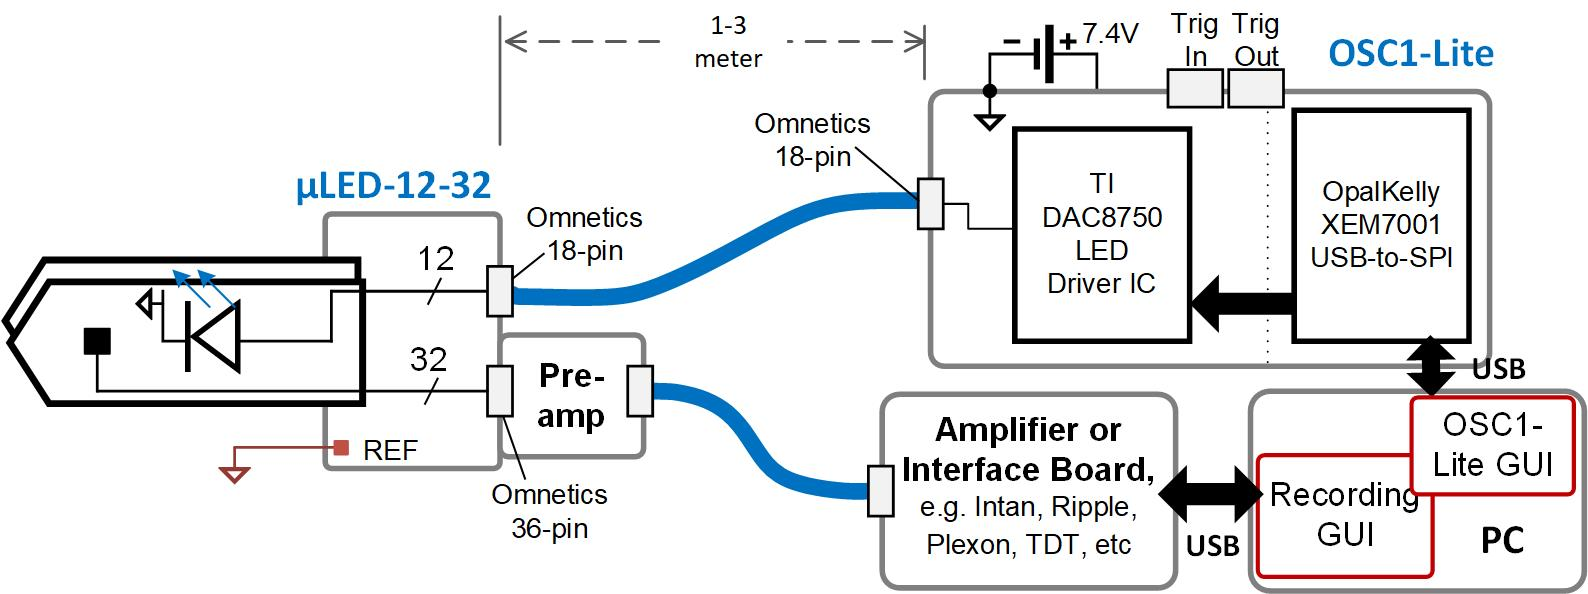 1-3
meter
− + 7.4V
Trig
In
Trig
Out
OSC1-Lite
Omnetics
18-pin
TI
DAC8750
LED
Driver IC
OpalKelly
XEM7001
USB-to-SPI
µLED-12-32
Omnetics
18-pin
12
32
Pre-
amp
REF
Omnetics
36-pin
USB
Amplifier or
Interface Board,
e.g. Intan, Ripple,
Plexon, TDT, etc
USB
OSC1-
Lite GUI
Recording
GUI
PC